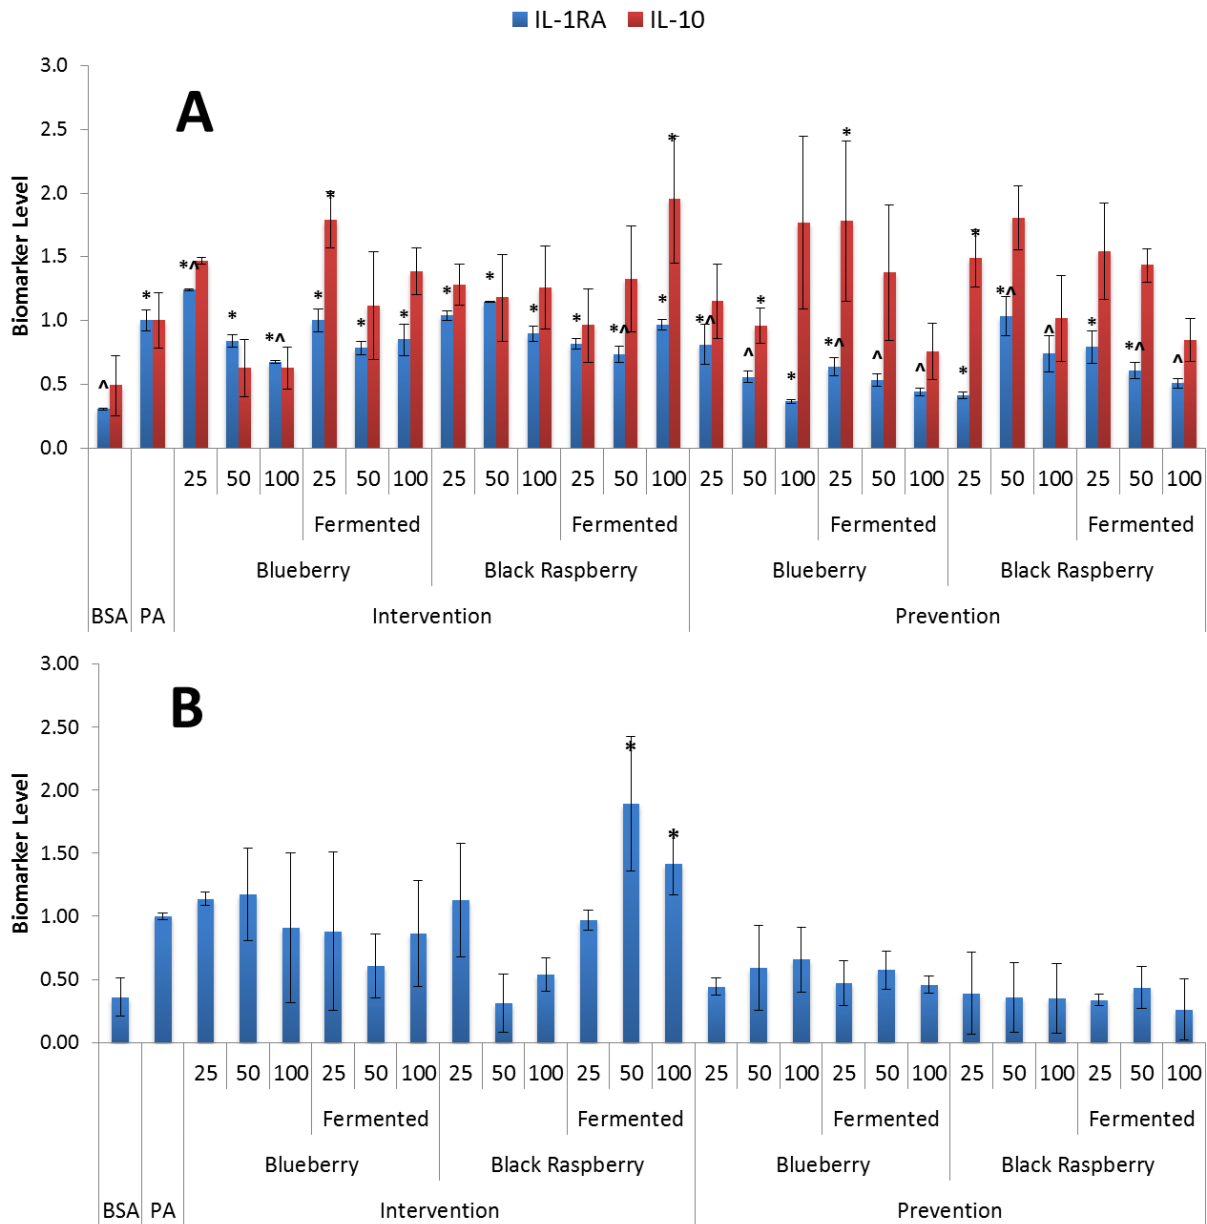 IL-1RA IL-10
A
Biomarker Level
3.0
2.5
2.0
1.5
1.0
0.5
0.0
^ * *^ * *^ * * * * * * * * *^ * * *^ ^ * * *^ * ^ ^ * * *^ ^ * *^ ^
25 50 100 25 50 100 25 50 100 25 50 100 25 50 100 25 50 100 25 50 100 25 50 100
Fermented Fermented Fermented Fermented
Blueberry Black Raspberry Blueberry Black Raspberry
BSA PA Intervention Prevention
B
Biomarker Level
3.00
2.50
2.00
1.50
1.00
0.50
0.00
* *
25 50 100 25 50 100 25 50 100 25 50 100 25 50 100 25 50 100 25 50 100 25 50 100
Fermented Fermented Fermented Fermented
Blueberry Black Raspberry Blueberry Black Raspberry
BSA PA Intervention Prevention